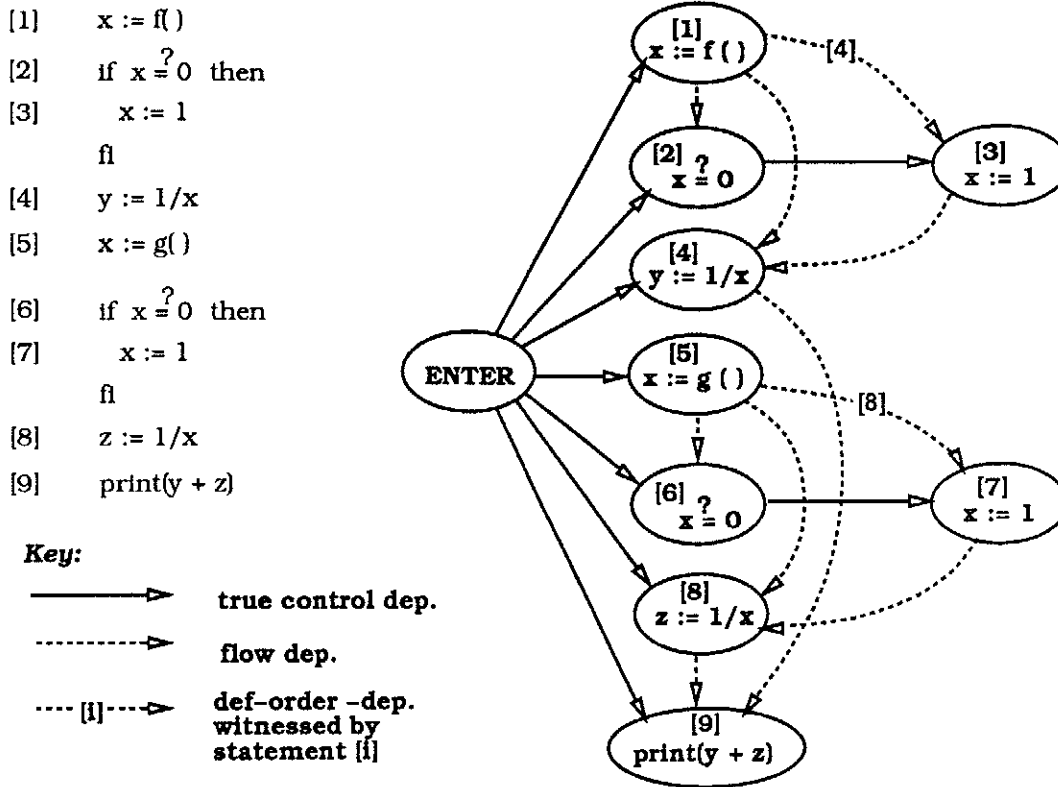 [1] x := f()
[2] if x ≟ 0 then
[3] x := 1
fi
[4] y := 1/x
[5] x := g()
[6] if x ≟ 0 then
[7] x := 1
fi
[8] z := 1/x
[9] print(y + z)
Key:
true control dep.
flow dep.
[i]
def-order -dep.
witnessed by
statement [i]
ENTER
[1]
x := f ( )
[4]
[2]
x ≟ 0
[3]
x := 1
[4]
y := 1/x
[5]
x := g ( )
[8]
[6]
x ≟ 0
[7]
x := 1
[8]
z := 1/x
[9]
print(y + z)